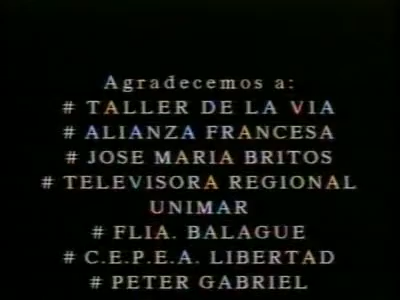 Agradecemos a:
# TALLER DE LA VIA
# ALIANZA FRANCESA
# JOSE MARIA BRITOS
# TELEVISORA REGIONAL
UNIMAR
# FLIA. BALAGUE
# C.E.P.E.A. LIBERTAD
# PETER GABRIEL